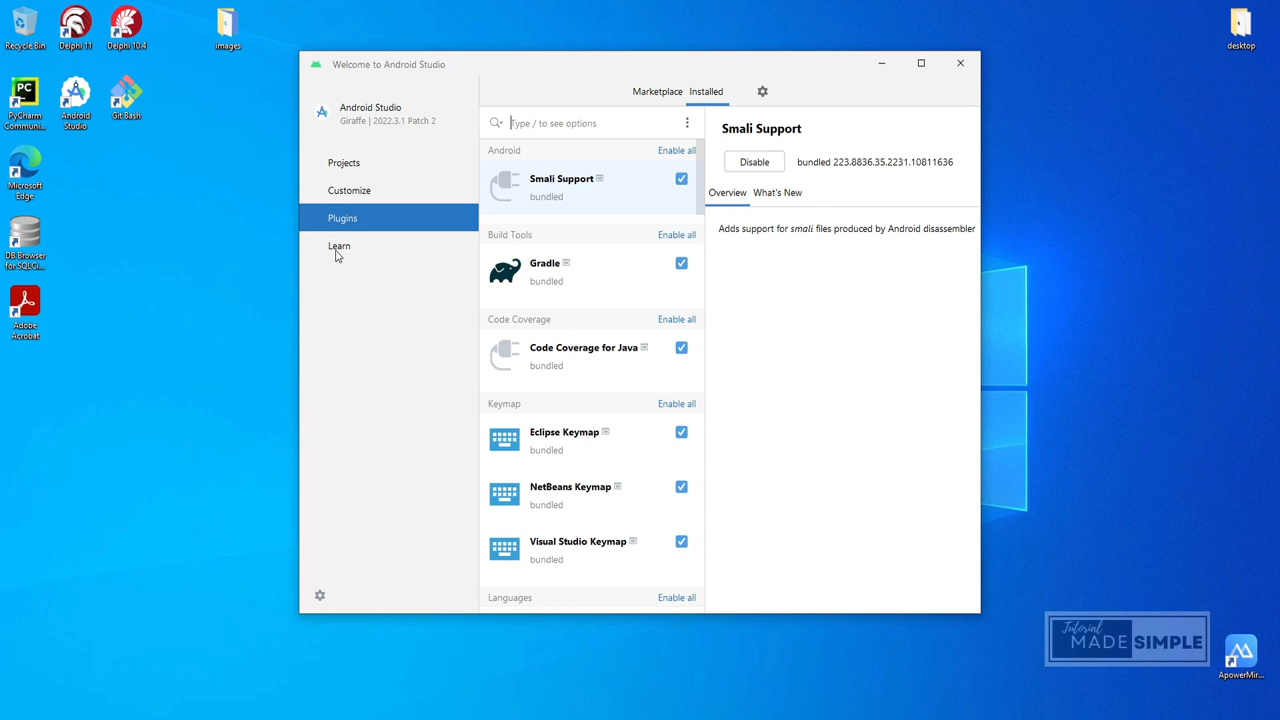 Recycle Bin
Delphi 11
Delphi 10.4
images
desktop
PyCharm
Communi...
Android
Studio
Git Bash
Microsoft
Edge
DB Browser
for SQLCi...
Adobe
Acrobat
ApowerMir...
Welcome to Android Studio
Android Studio
Giraffe | 2022.3.1 Patch 2
Projects
Customize
Plugins
Learn
Marketplace Installed
Type / to see options
Android Enable all
Smali Support
bundled
Build Tools Enable all
Gradle
bundled
Code Coverage Enable all
Code Coverage for Java
bundled
Keymap Enable all
Eclipse Keymap
bundled
NetBeans Keymap
bundled
Visual Studio Keymap
bundled
Languages Enable all
Smali Support
Disable bundled 223.8836.35.2231.10811636
Overview What's New
Adds support for smali files produced by Android disassembler
Tutorial
MADE SIMPLE
PC